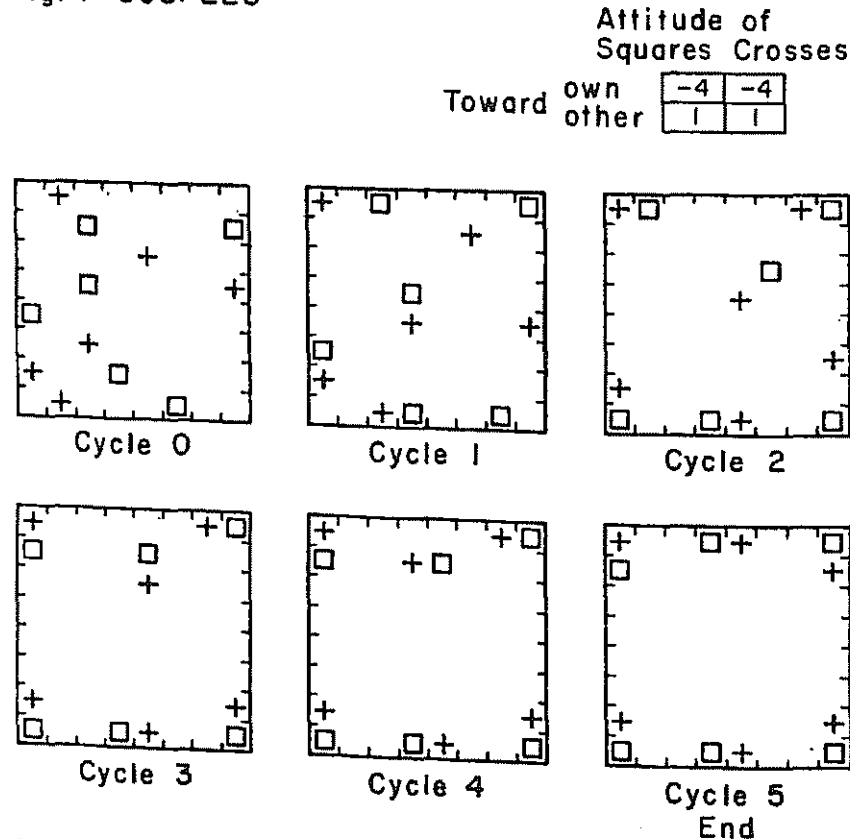 Attitude of
Squares Crosses
Toward own -4 -4
other 1 1
Cycle 0
Cycle 1
Cycle 2
Cycle 3
Cycle 4
Cycle 5
End